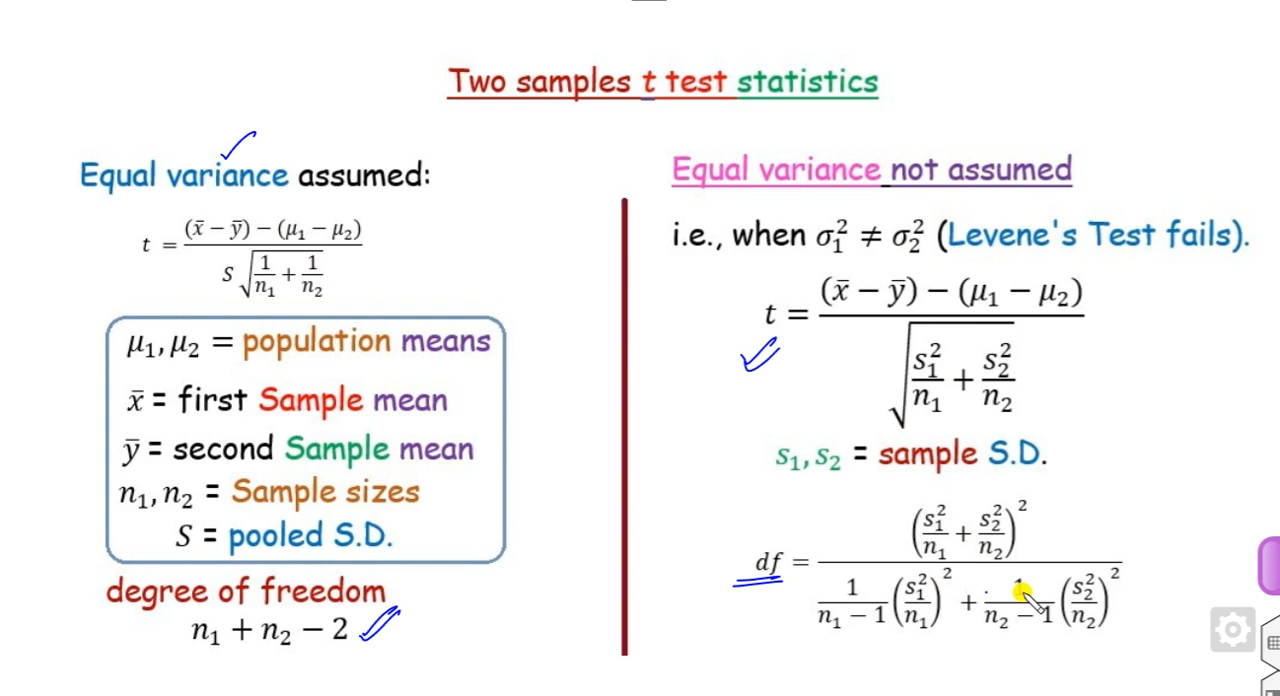 Two samples t test statistics
Equal variance assumed:
t = ((x̄ − ȳ) − (μ₁ − μ₂)) / (S √(1/n₁ + 1/n₂))
μ₁, μ₂ = population means
x̄ = first Sample mean
ȳ = second Sample mean
n₁, n₂ = Sample sizes
S = pooled S.D.
degree of freedom
n₁ + n₂ − 2
Equal variance not assumed
i.e., when σ₁² ≠ σ₂² (Levene's Test fails).
t = ((x̄ − ȳ) − (μ₁ − μ₂)) / √(s₁²/n₁ + s₂²/n₂)
s₁, s₂ = sample S.D.
df = (s₁²/n₁ + s₂²/n₂)² / (1/(n₁ − 1) (s₁²/n₁)² + 1/(n₂ − 1) (s₂²/n₂)²)